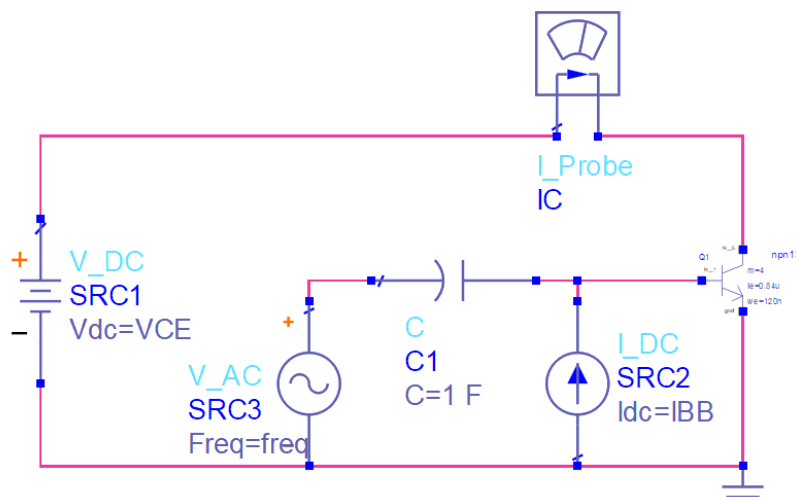 I_Probe
IC
+
V_DC
SRC1
Vdc=VCE
−
+
V_AC
SRC3
Freq=freq
C
C1
C=1 F
I_DC
SRC2
Idc=IBB
Q1
m=4
le=0.84u
we=120n
gnd